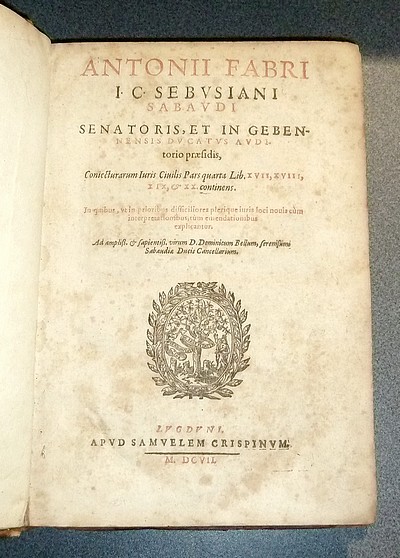 ANTONII FABRI
I·C·SEBVSIANI
SABAVDI
SENATORIS, ET IN GEBEN-
NENSIS DVCATVS AVDI-
torio præsidis,
Coniecturarum Iuris Ciuilis Pars quarta Lib. XVII, XVIII,
XIX, & XX. continens.
In quibus, vt in prioribus difficiliores plerique iuris loci nouis cùm
interpretationibus, tùm emendationibus
explicantur.
Ad amplis. & sapientis. virum D. Dominicum Bellum, serenissimi
Sabaudiæ Ducis Cancellarium.
LVGDVNI,
APVD SAMVELEM CRISPINVM.
M. DCVII.